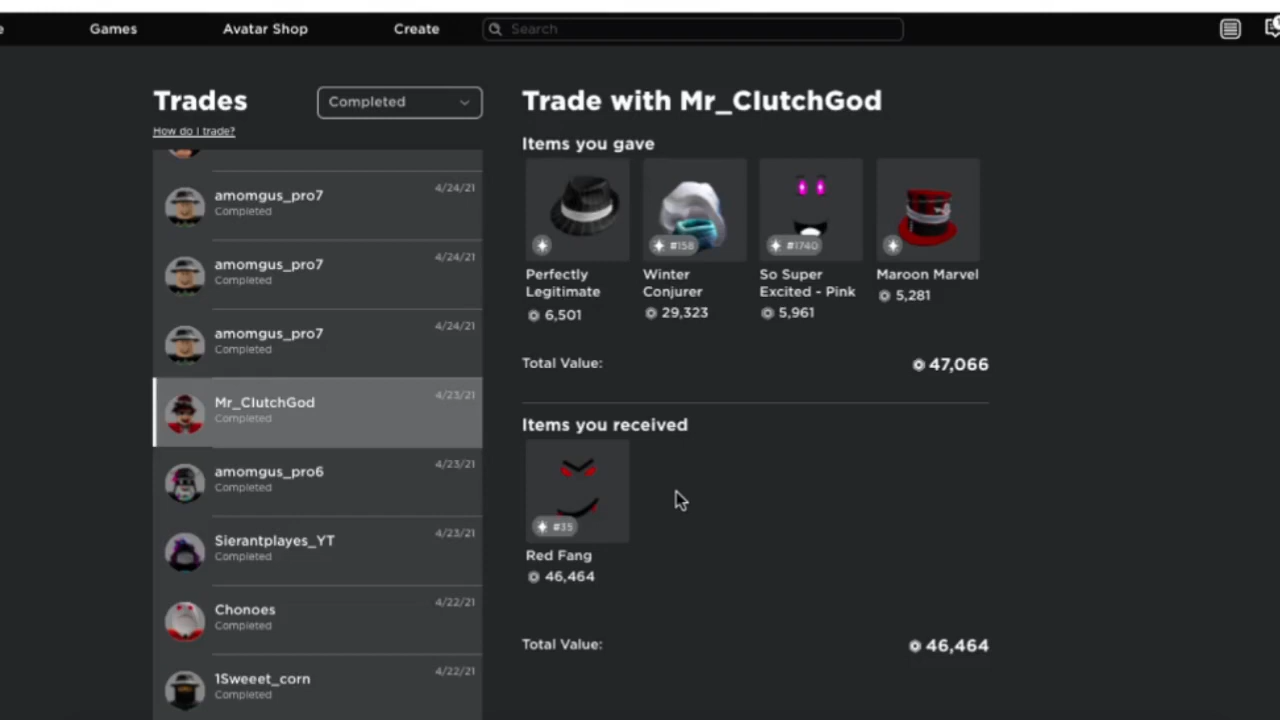 e
Games
Avatar Shop
Create
Search
Trades
Completed
How do I trade?
amomgus_pro7
4/24/21
Completed
amomgus_pro7
4/24/21
Completed
amomgus_pro7
4/24/21
Completed
Mr_ClutchGod
4/23/21
Completed
amomgus_pro6
4/23/21
Completed
Sierantplayes_YT
4/23/21
Completed
Chonoes
4/22/21
Completed
1Sweeet_corn
4/22/21
Completed
Trade with Mr_ClutchGod
Items you gave
Perfectly
Legitimate
6,501
#158
Winter
Conjurer
29,323
#1740
So Super
Excited - Pink
5,961
Maroon Marvel
5,281
Total Value:
47,066
Items you received
#35
Red Fang
46,464
Total Value:
46,464